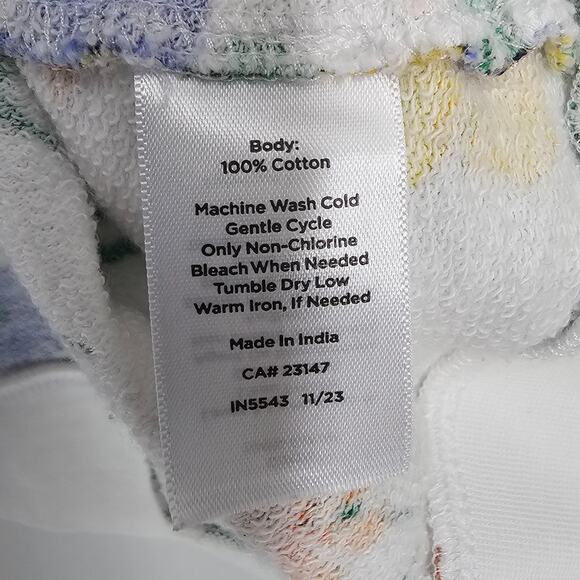 Body:
100% Cotton
Machine Wash Cold
Gentle Cycle
Only Non-Chlorine
Bleach When Needed
Tumble Dry Low
Warm Iron, If Needed
Made In India
CA# 23147
IN5543 11/23